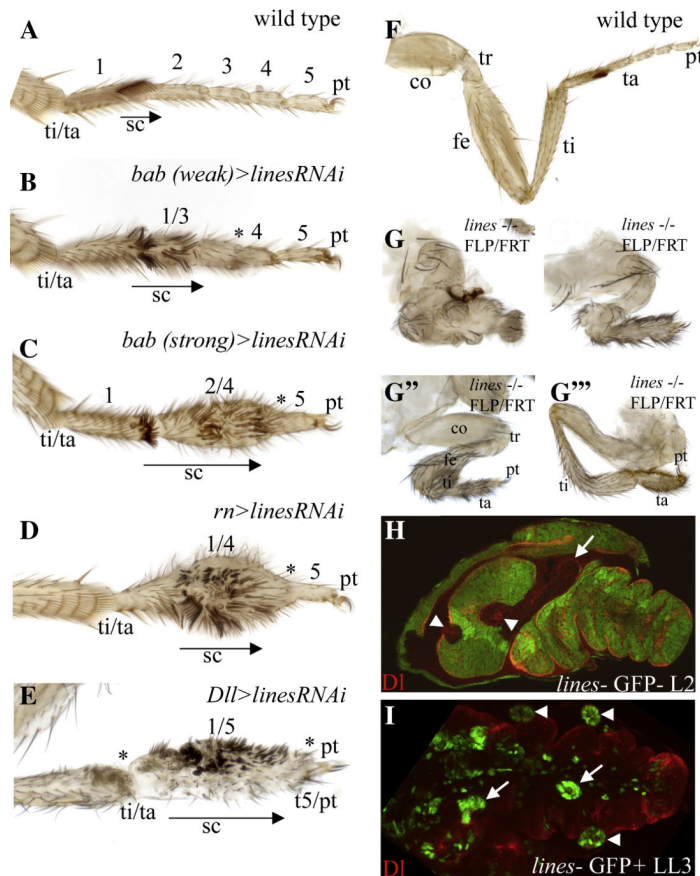 A
wild type
1
2
3
4
5
pt
ti/ta
sc
B
bab (weak)>linesRNAi
1/3
* 4
5
pt
ti/ta
sc
C
bab (strong)>linesRNAi
1
2/4
* 5
pt
ti/ta
sc
D
rn>linesRNAi
1/4
* 5
pt
ti/ta
sc
E
Dll>linesRNAi
1/5
*
* pt
ti/ta
t5/pt
sc
F
wild type
tr
co
fe
ti
ta
pt
G
lines -/-
FLP/FRT
lines -/-
FLP/FRT
G''
lines -/-
FLP/FRT
co
tr
fe
ti
pt
ta
G'''
lines -/-
FLP/FRT
pt
ti
ta
H
Dl
lines- GFP- L2
I
Dl
lines- GFP+ LL3